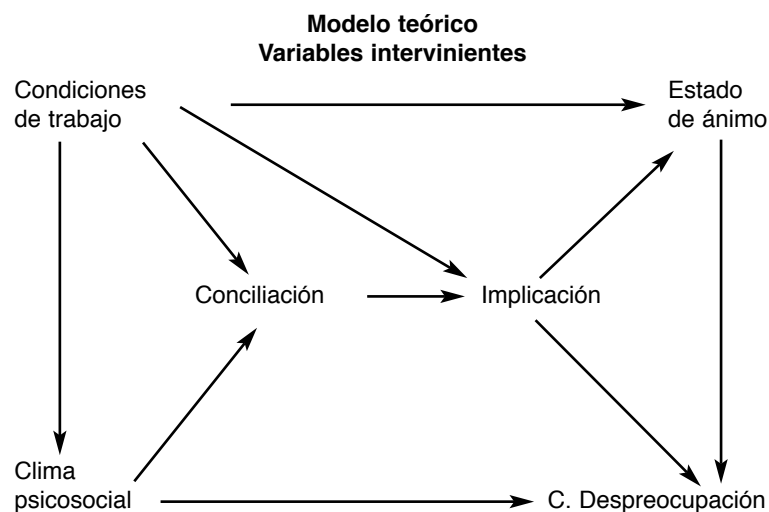 Modelo teórico
Variables intervinientes
Condiciones
de trabajo
Estado
de ánimo
Conciliación
Implicación
Clima
psicosocial
C. Despreocupación